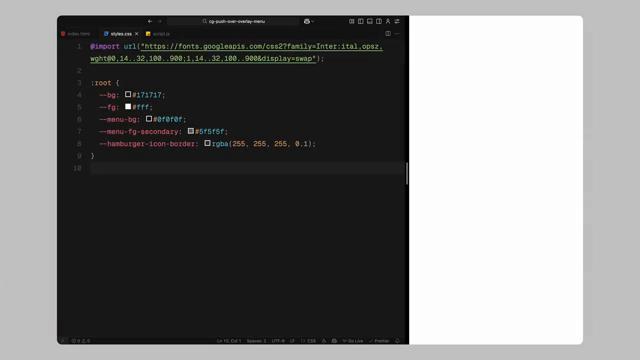 cg-push-over-overlay-menu
index.html
styles.css
script.js
1 @import url("https://fonts.googleapis.com/css2?family=Inter:ital,opsz,
wght@0,14..32,100..900;1,14..32,100..900&display=swap");
2
3 :root {
4 --bg: #171717;
5 --fg: #fff;
6 --menu-bg: #0f0f0f;
7 --menu-fg-secondary: #5f5f5f;
8 --hamburger-icon-border: rgba(255, 255, 255, 0.1);
9 }
10
0 0 Ln 10, Col 1 Spaces: 2 UTF-8 LF CSS Go Live Prettier